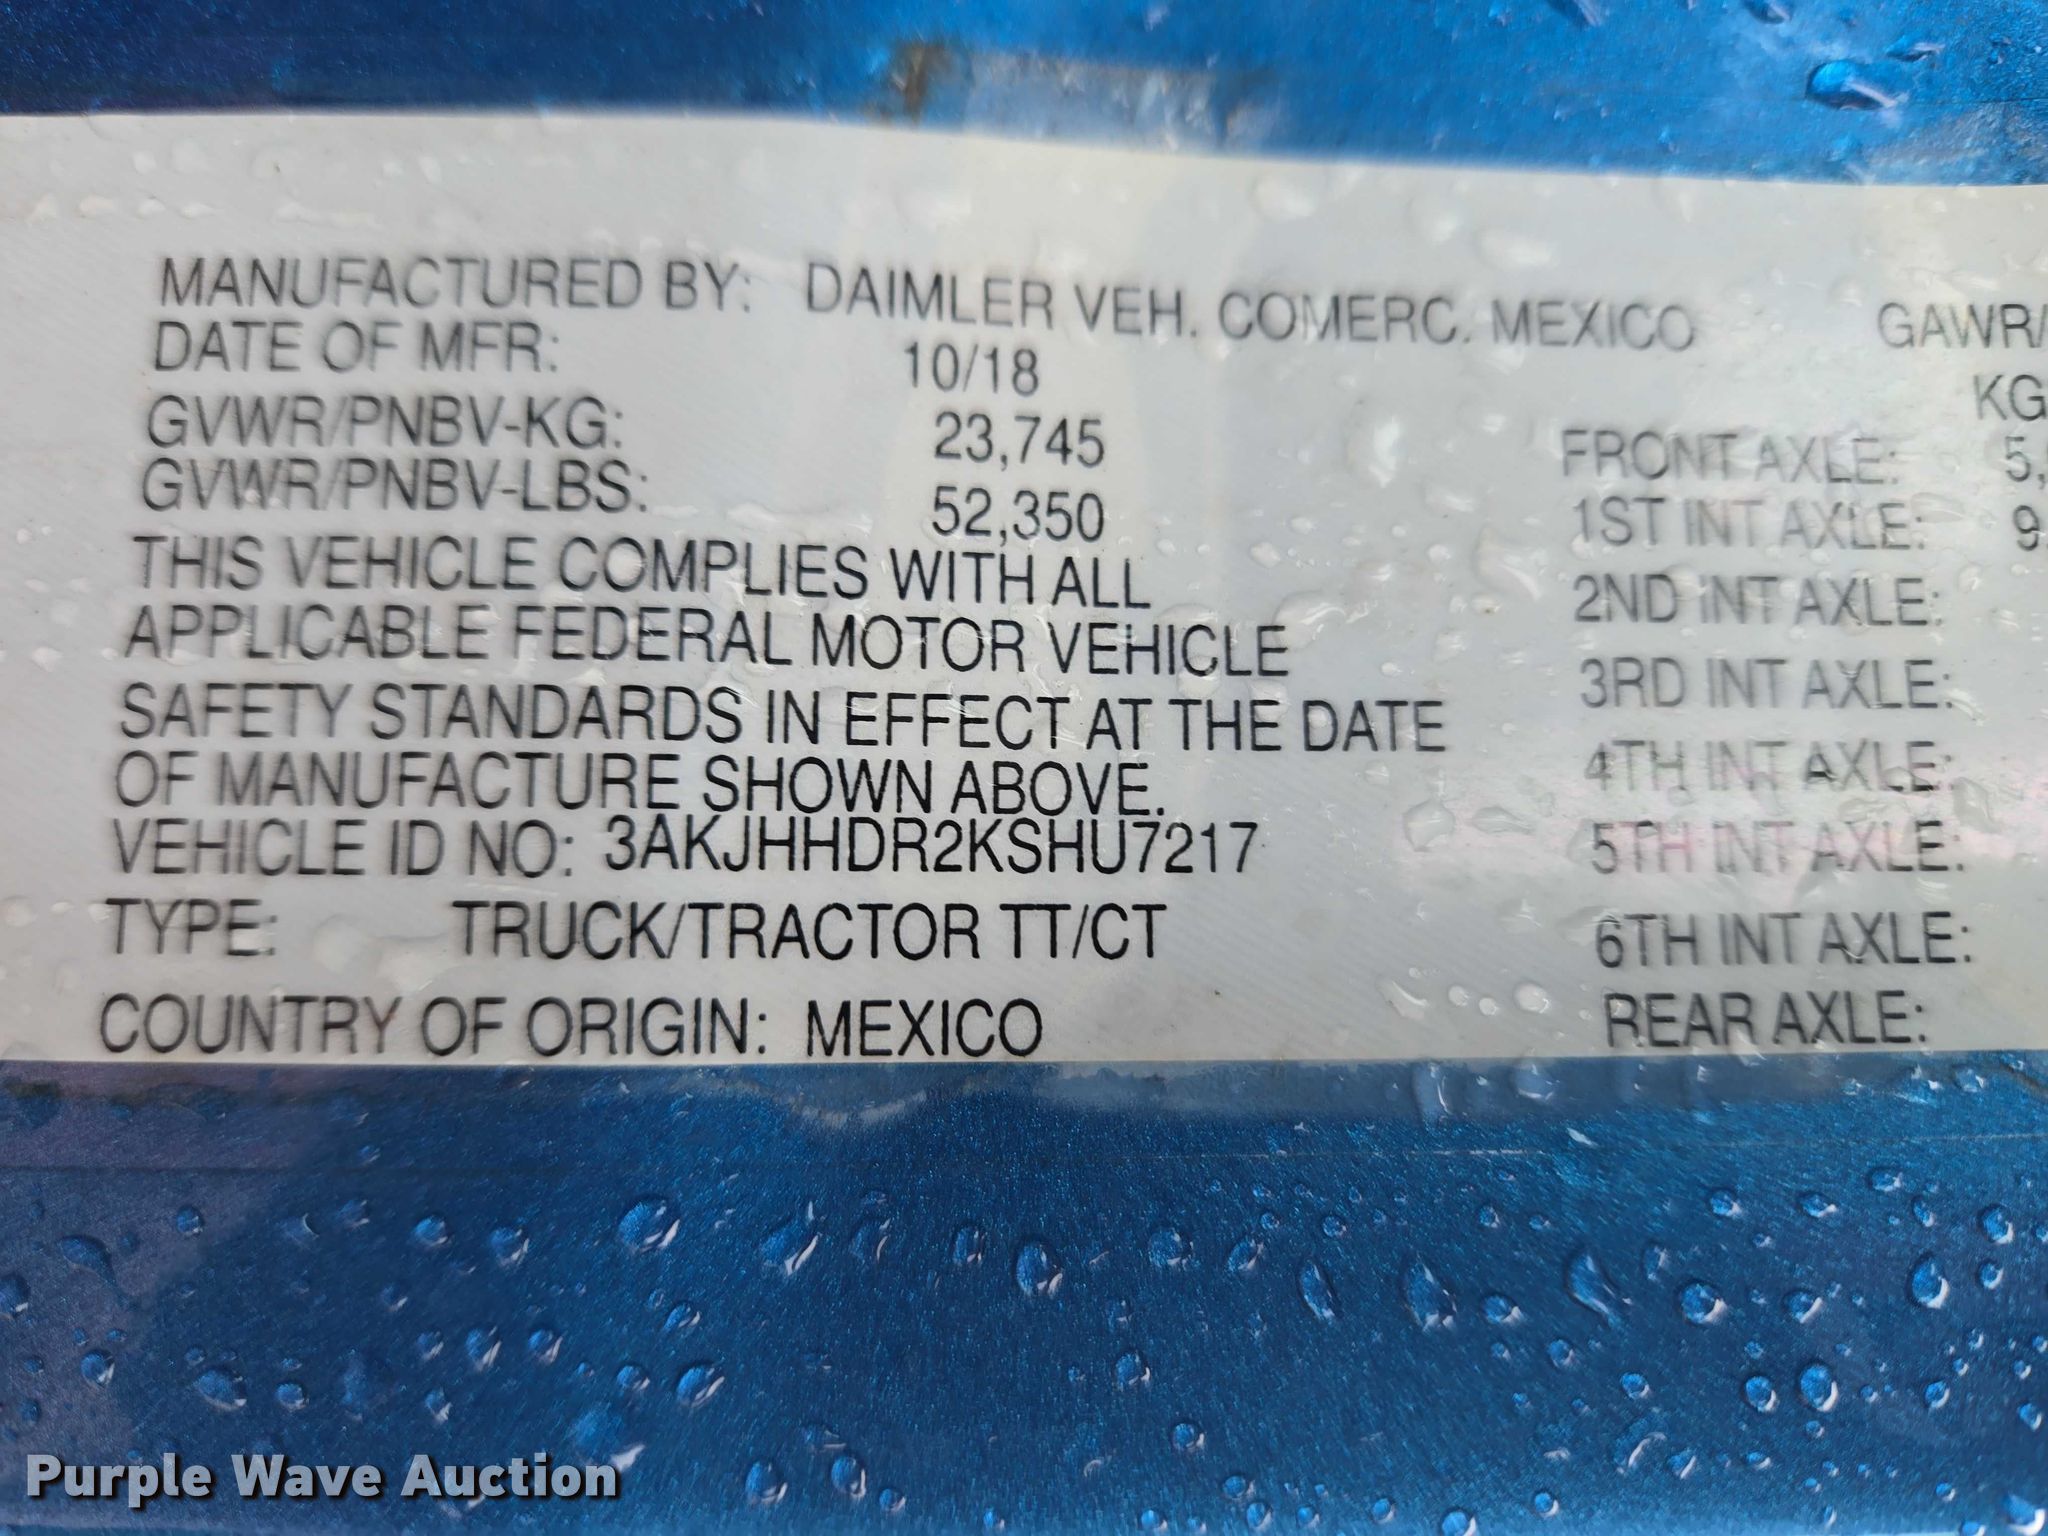 MANUFACTURED BY: DAIMLER VEH. COMERC. MEXICO
DATE OF MFR: 10/18
GVWR/PNBV-KG: 23,745
GVWR/PNBV-LBS: 52,350
THIS VEHICLE COMPLIES WITH ALL
APPLICABLE FEDERAL MOTOR VEHICLE
SAFETY STANDARDS IN EFFECT AT THE DATE
OF MANUFACTURE SHOWN ABOVE.
VEHICLE ID NO: 3AKJHHDR2KSHU7217
TYPE: TRUCK/TRACTOR TT/CT
COUNTRY OF ORIGIN: MEXICO
GAWR/
KG
FRONT AXLE: 5,
1ST INT AXLE: 9
2ND INT AXLE:
3RD INT AXLE:
4TH INT AXLE:
5TH INT AXLE:
6TH INT AXLE:
REAR AXLE:
Purple Wave Auction